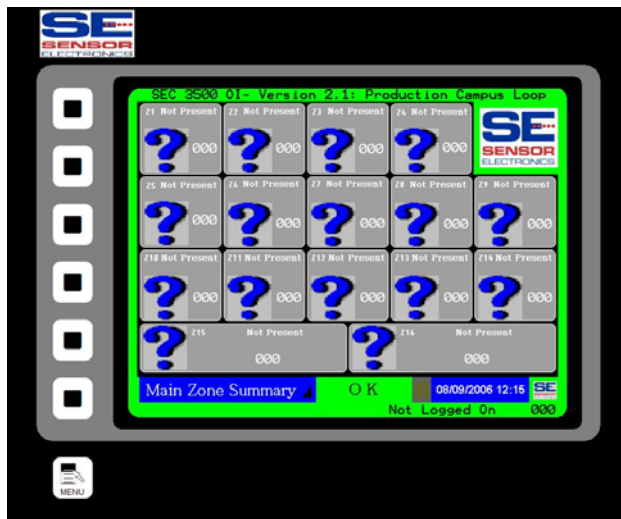 SE
SENSOR
ELECTRONICS
SEC 3500 OI- Version 2.1: Production Campus Loop
Z1 Not Present
Z2 Not Present
Z3 Not Present
Z4 Not Present
? 000
? 000
? 000
? 000
SE
SENSOR
ELECTRONICS
Z5 Not Present
Z6 Not Present
Z7 Not Present
Z8 Not Present
Z9 Not Present
? 000
? 000
? 000
? 000
? 000
Z10 Not Present
Z11 Not Present
Z12 Not Present
Z13 Not Present
Z14 Not Present
? 000
? 000
? 000
? 000
? 000
? Z15 Not Present
000
? Z16 Not Present
000
Main Zone Summary
OK
08/09/2006 12:15
SE
Not Logged On 000
MENU